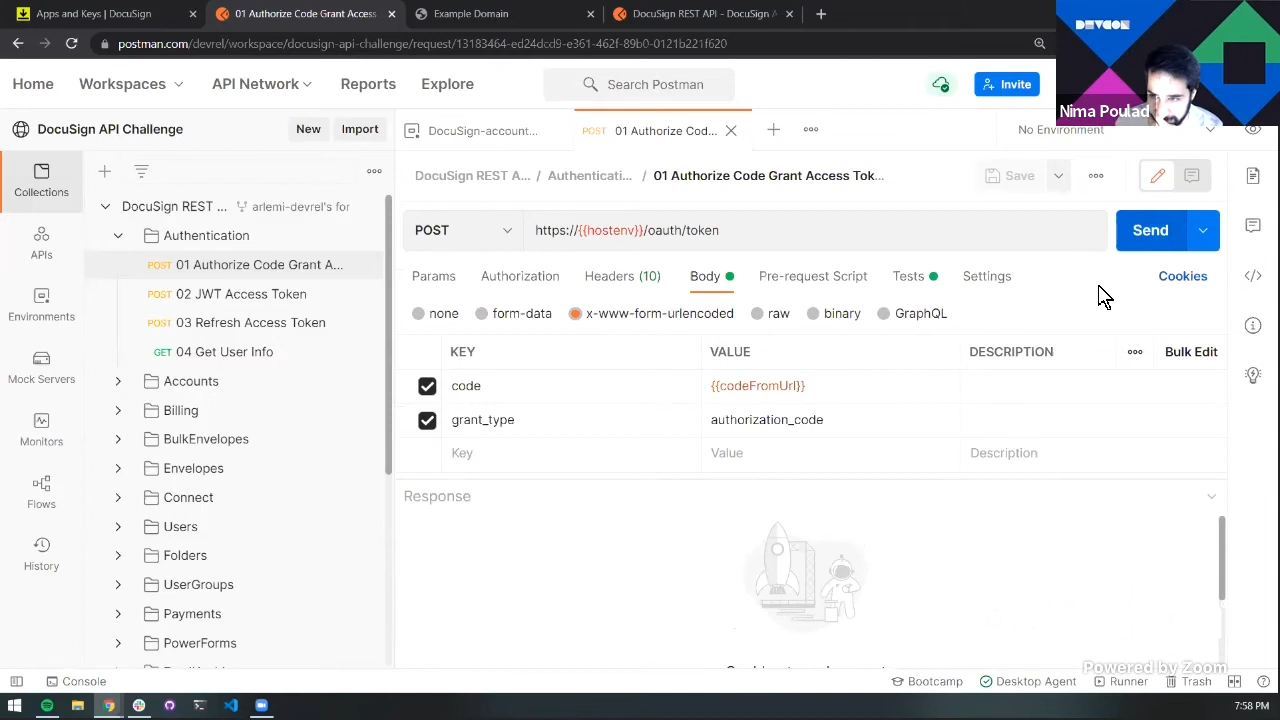 Apps and Keys | DocuSign
01 Authorize Code Grant Access
Example Domain
DocuSign REST API - DocuSign A
postman.com/devrel/workspace/docusign-api-challenge/request/13183464-ed24dcd9-e361-462f-89b0-0121b221f620
DEVCON
Home
Workspaces
API Network
Reports
Explore
Search Postman
Invite
Nima Poulad
DocuSign API Challenge
New
Import
DocuSign-account...
POST 01 Authorize Cod...
No Environment
Collections
DocuSign REST ...
arlemi-devrel's for
DocuSign REST A... / Authenticati... / 01 Authorize Code Grant Access Tok...
Save
Authentication
POST
https://{{hostenv}}/oauth/token
Send
APIs
POST 01 Authorize Code Grant A...
Params
Authorization
Headers (10)
Body
Pre-request Script
Tests
Settings
Cookies
POST 02 JWT Access Token
Environments
POST 03 Refresh Access Token
none
form-data
x-www-form-urlencoded
raw
binary
GraphQL
GET 04 Get User Info
KEY
VALUE
DESCRIPTION
Bulk Edit
Mock Servers
Accounts
code
{{codeFromUrl}}
Billing
grant_type
authorization_code
Monitors
BulkEnvelopes
Key
Value
Description
Envelopes
Flows
Connect
Response
Users
History
Folders
UserGroups
Payments
PowerForms
Powered by Zoom
Console
Bootcamp
Desktop Agent
Runner
Trash
7:58 PM